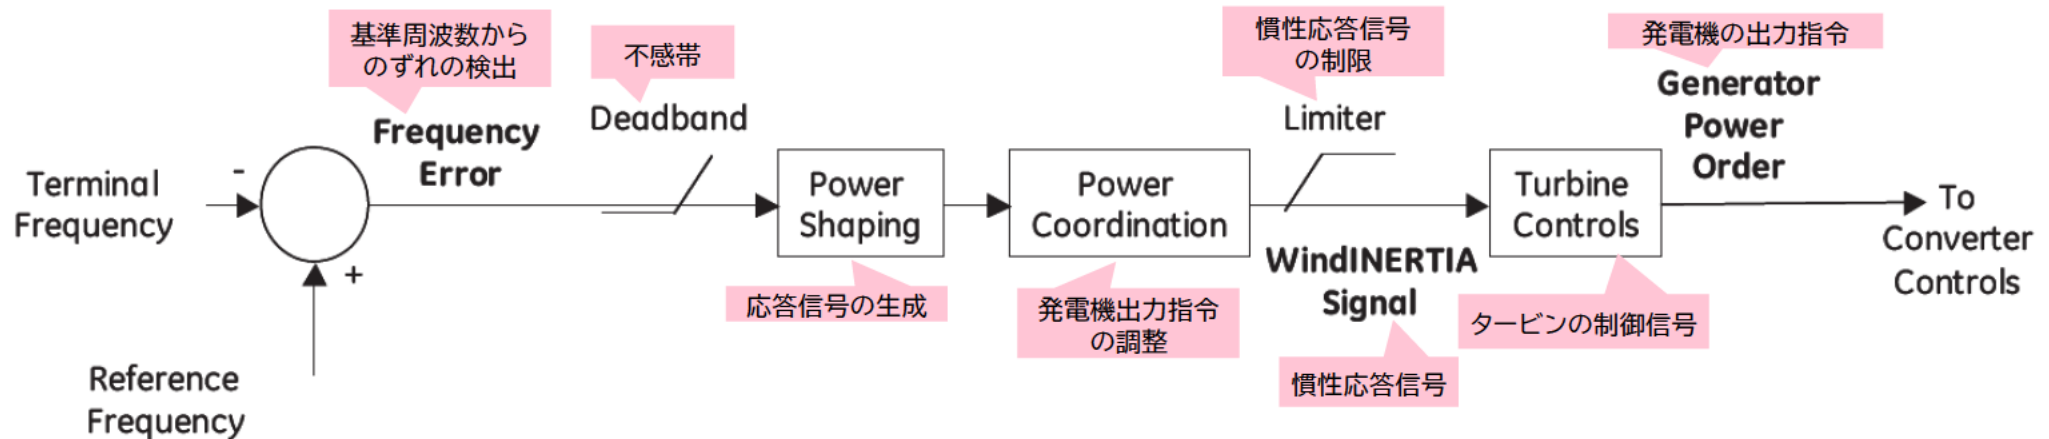 Terminal
Frequency
-
+
Reference
Frequency
基準周波数から
のずれの検出
Frequency
Error
不感帯
Deadband
Power
Shaping
応答信号の生成
Power
Coordination
発電機出力指令
の調整
慣性応答信号
の制限
Limiter
WindINERTIA
Signal
慣性応答信号
Turbine
Controls
タービンの制御信号
発電機の出力指令
Generator
Power
Order
To
Converter
Controls